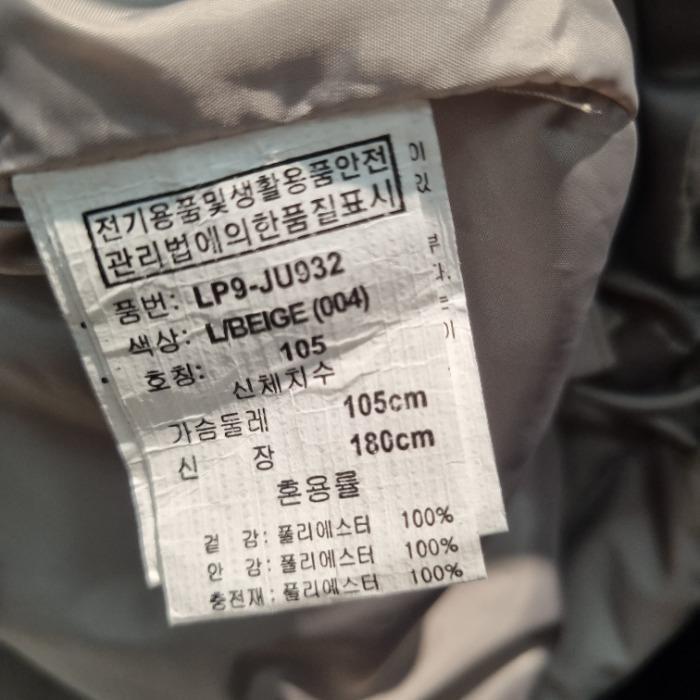 전기용품및생활용품안전
관리법에의한품질표시
품번: LP9-JU932
색상: L/BEIGE (004)
호칭: 105
신체치수
가슴둘레 105cm
신 장 180cm
혼용률
겉 감: 폴리에스터 100%
안 감: 폴리에스터 100%
충전재: 폴리에스터 100%